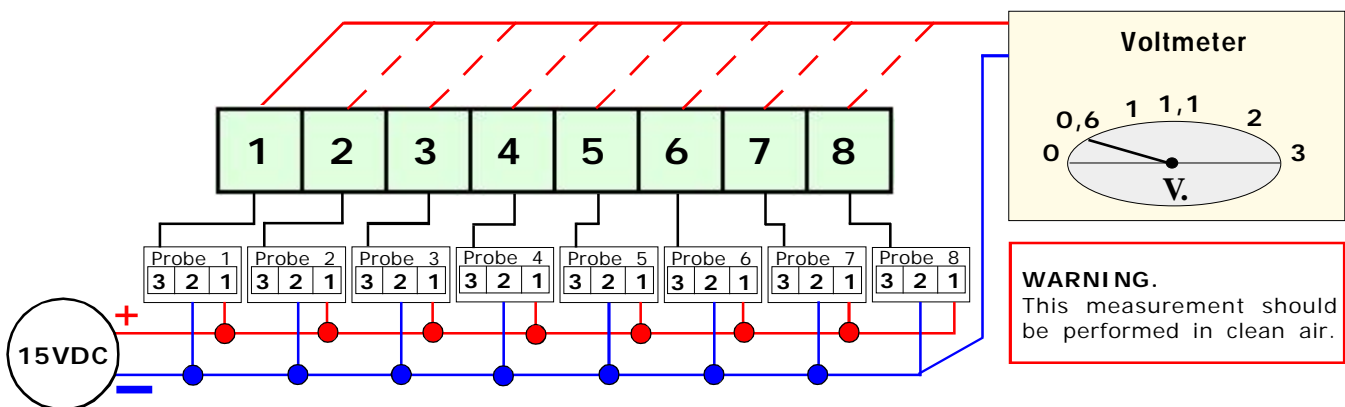 Voltmeter
0 0,6 1 1,1 2 3
V.
1 2 3 4 5 6 7 8
Probe 1 Probe 2 Probe 3 Probe 4 Probe 5 Probe 6 Probe 7 Probe 8
3 2 1 3 2 1 3 2 1 3 2 1 3 2 1 3 2 1 3 2 1 3 2 1
WARNING.
This measurement should
be performed in clean air.
+
15VDC
−